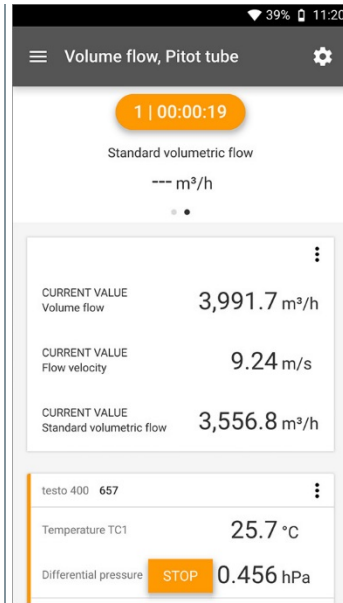 39% 11:20
Volume flow, Pitot tube
1 | 00:00:19
Standard volumetric flow
--- m³/h
CURRENT VALUE
Volume flow 3,991.7 m³/h
CURRENT VALUE
Flow velocity 9.24 m/s
CURRENT VALUE
Standard volumetric flow 3,556.8 m³/h
testo 400 657
Temperature TC1 25.7 °C
Differential pressure STOP 0.456 hPa